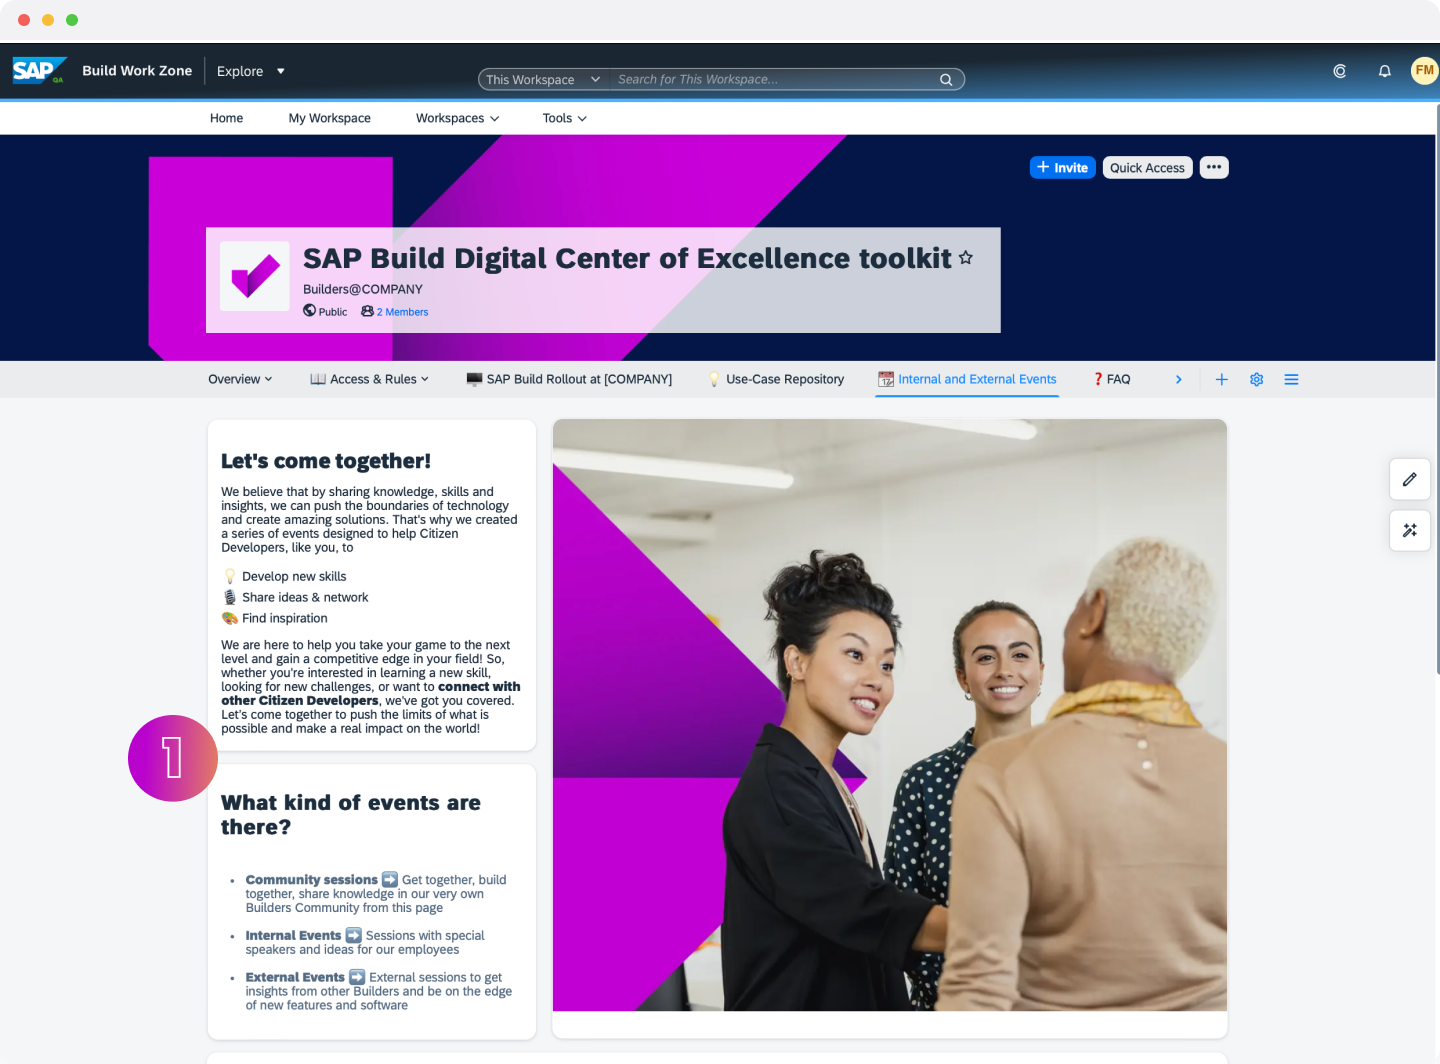 SAP QA Build Work Zone Explore This Workspace Search for This Workspace... FM
Home My Workspace Workspaces Tools
+ Invite Quick Access •••
SAP Build Digital Center of Excellence toolkit
Builders@COMPANY
Public 2 Members
Overview Access & Rules SAP Build Rollout at [COMPANY] Use-Case Repository Internal and External Events ❓ FAQ
Let's come together!
We believe that by sharing knowledge, skills and
insights, we can push the boundaries of technology
and create amazing solutions. That's why we created
a series of events designed to help Citizen
Developers, like you, to
Develop new skills
Share ideas & network
Find inspiration
We are here to help you take your game to the next
level and gain a competitive edge in your field! So,
whether you're interested in learning a new skill,
looking for new challenges, or want to connect with
other Citizen Developers, we've got you covered.
Let's come together to push the limits of what is
possible and make a real impact on the world!
1
What kind of events are
there?
• Community sessions ➡ Get together, build
together, share knowledge in our very own
Builders Community from this page
• Internal Events ➡ Sessions with special
speakers and ideas for our employees
• External Events ➡ External sessions to get
insights from other Builders and be on the edge
of new features and software